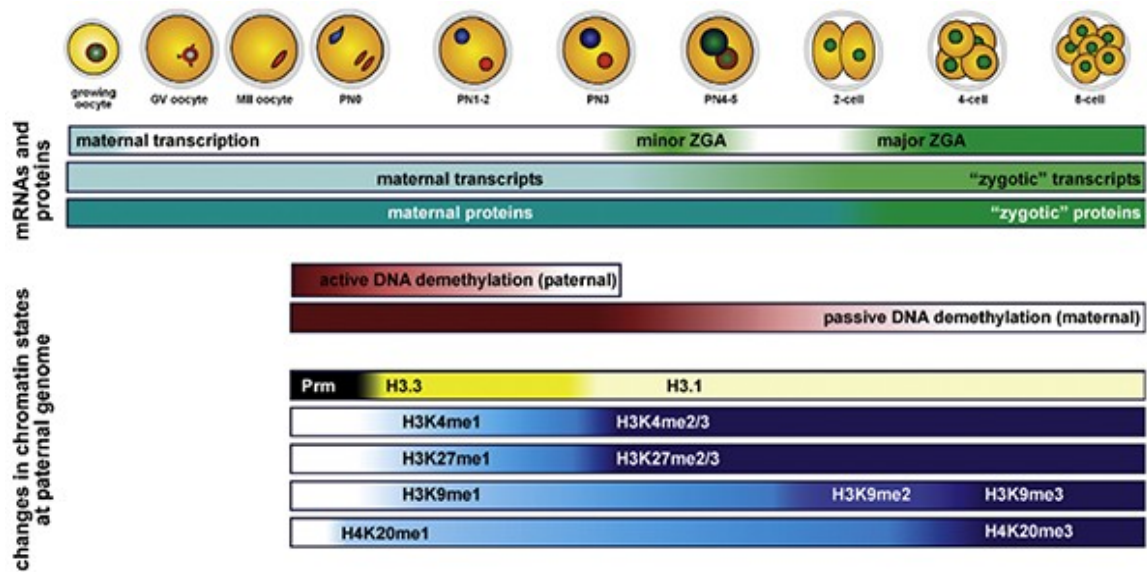 growing
oocyte
GV oocyte
MII oocyte
PN0
PN1-2
PN3
PN4-5
2-cell
4-cell
8-cell
mRNAs and
proteins
maternal transcription
minor ZGA
major ZGA
maternal transcripts
"zygotic" transcripts
maternal proteins
"zygotic" proteins
changes in chromatin states
at paternal genome
active DNA demethylation (paternal)
passive DNA demethylation (maternal)
Prm
H3.3
H3.1
H3K4me1
H3K4me2/3
H3K27me1
H3K27me2/3
H3K9me1
H3K9me2
H3K9me3
H4K20me1
H4K20me3